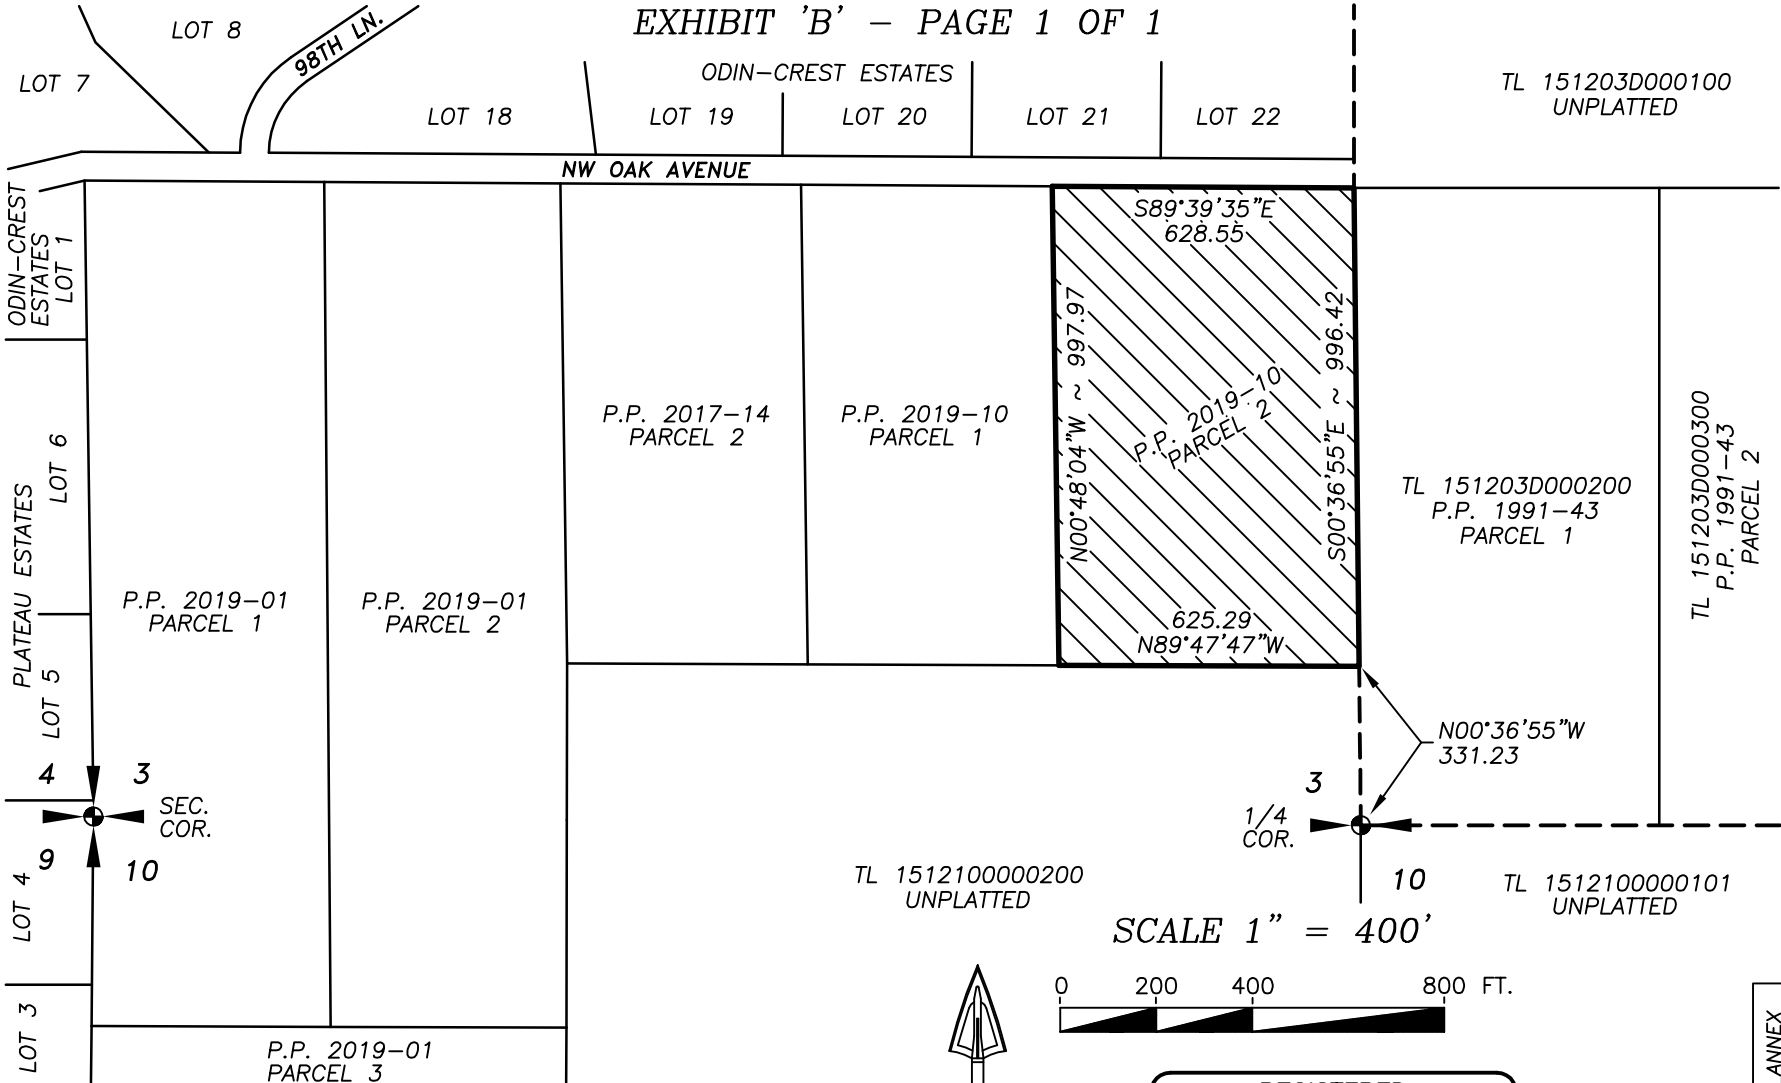 EXHIBIT 'B' – PAGE 1 OF 1
LOT 8
98TH LN.
LOT 7
ODIN–CREST ESTATES
TL 151203D000100
UNPLATTED
LOT 18
LOT 19
LOT 20
LOT 21
LOT 22
NW OAK AVENUE
ODIN–CREST
ESTATES
LOT 1
S89°39'35"E
628.55
N00°48'04"W ~ 997.97
S00°36'55"E ~ 996.42
P.P. 2019–10
PARCEL 2
625.29
N89°47'47"W
P.P. 2017–14
PARCEL 2
P.P. 2019–10
PARCEL 1
LOT 6
PLATEAU ESTATES
LOT 5
P.P. 2019–01
PARCEL 1
P.P. 2019–01
PARCEL 2
TL 151203D000200
P.P. 1991–43
PARCEL 1
TL 151203D000300
P.P. 1991–43
PARCEL 2
N00°36'55"W
331.23
4
3
SEC.
COR.
9
10
3
1/4
COR.
10
LOT 4
TL 1512100000200
UNPLATTED
TL 1512100000101
UNPLATTED
SCALE 1" = 400'
0 200 400 800 FT.
LOT 3
P.P. 2019–01
PARCEL 3
ANNEX
REGISTERED